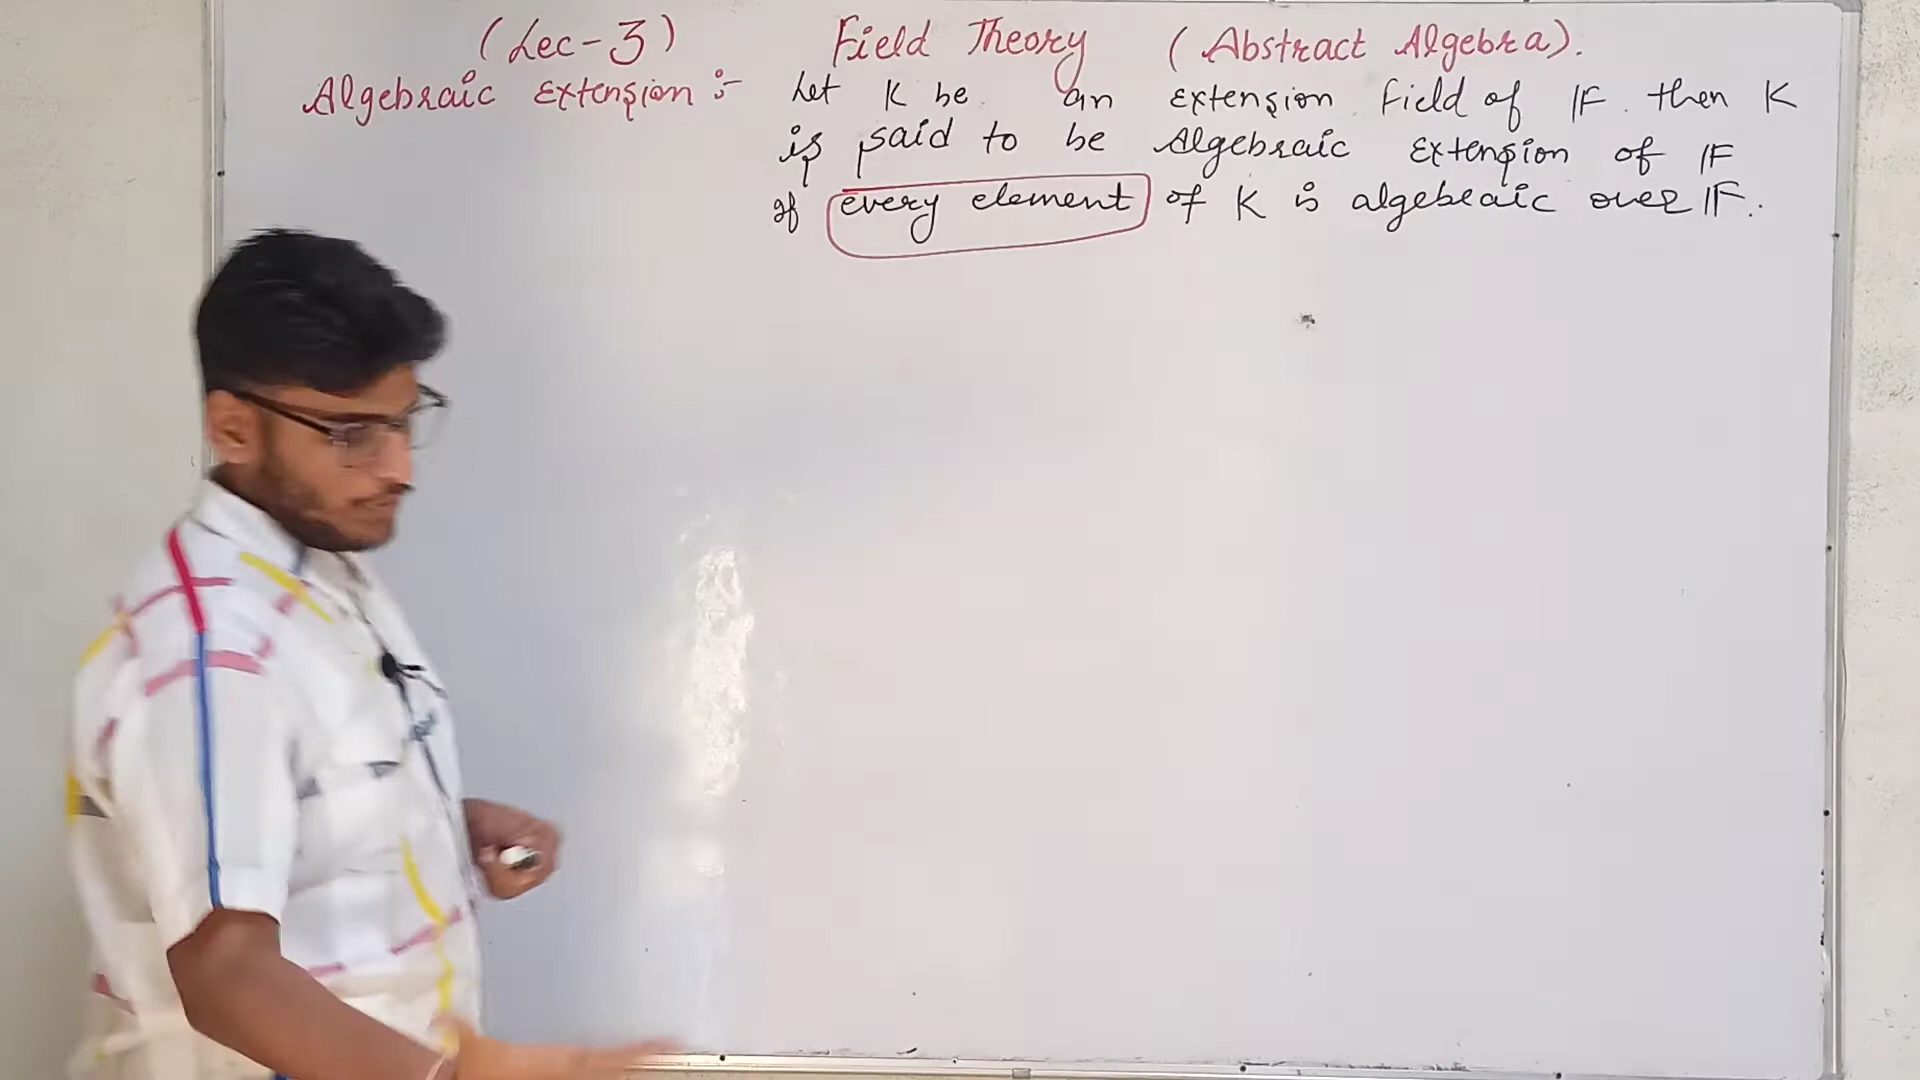 (Lec-3) Field Theory (Abstract Algebra).
Algebraic Extension :- Let K be an extension field of IF. then K
is said to be Algebraic Extension of IF
if every element of K is algebraic over IF.